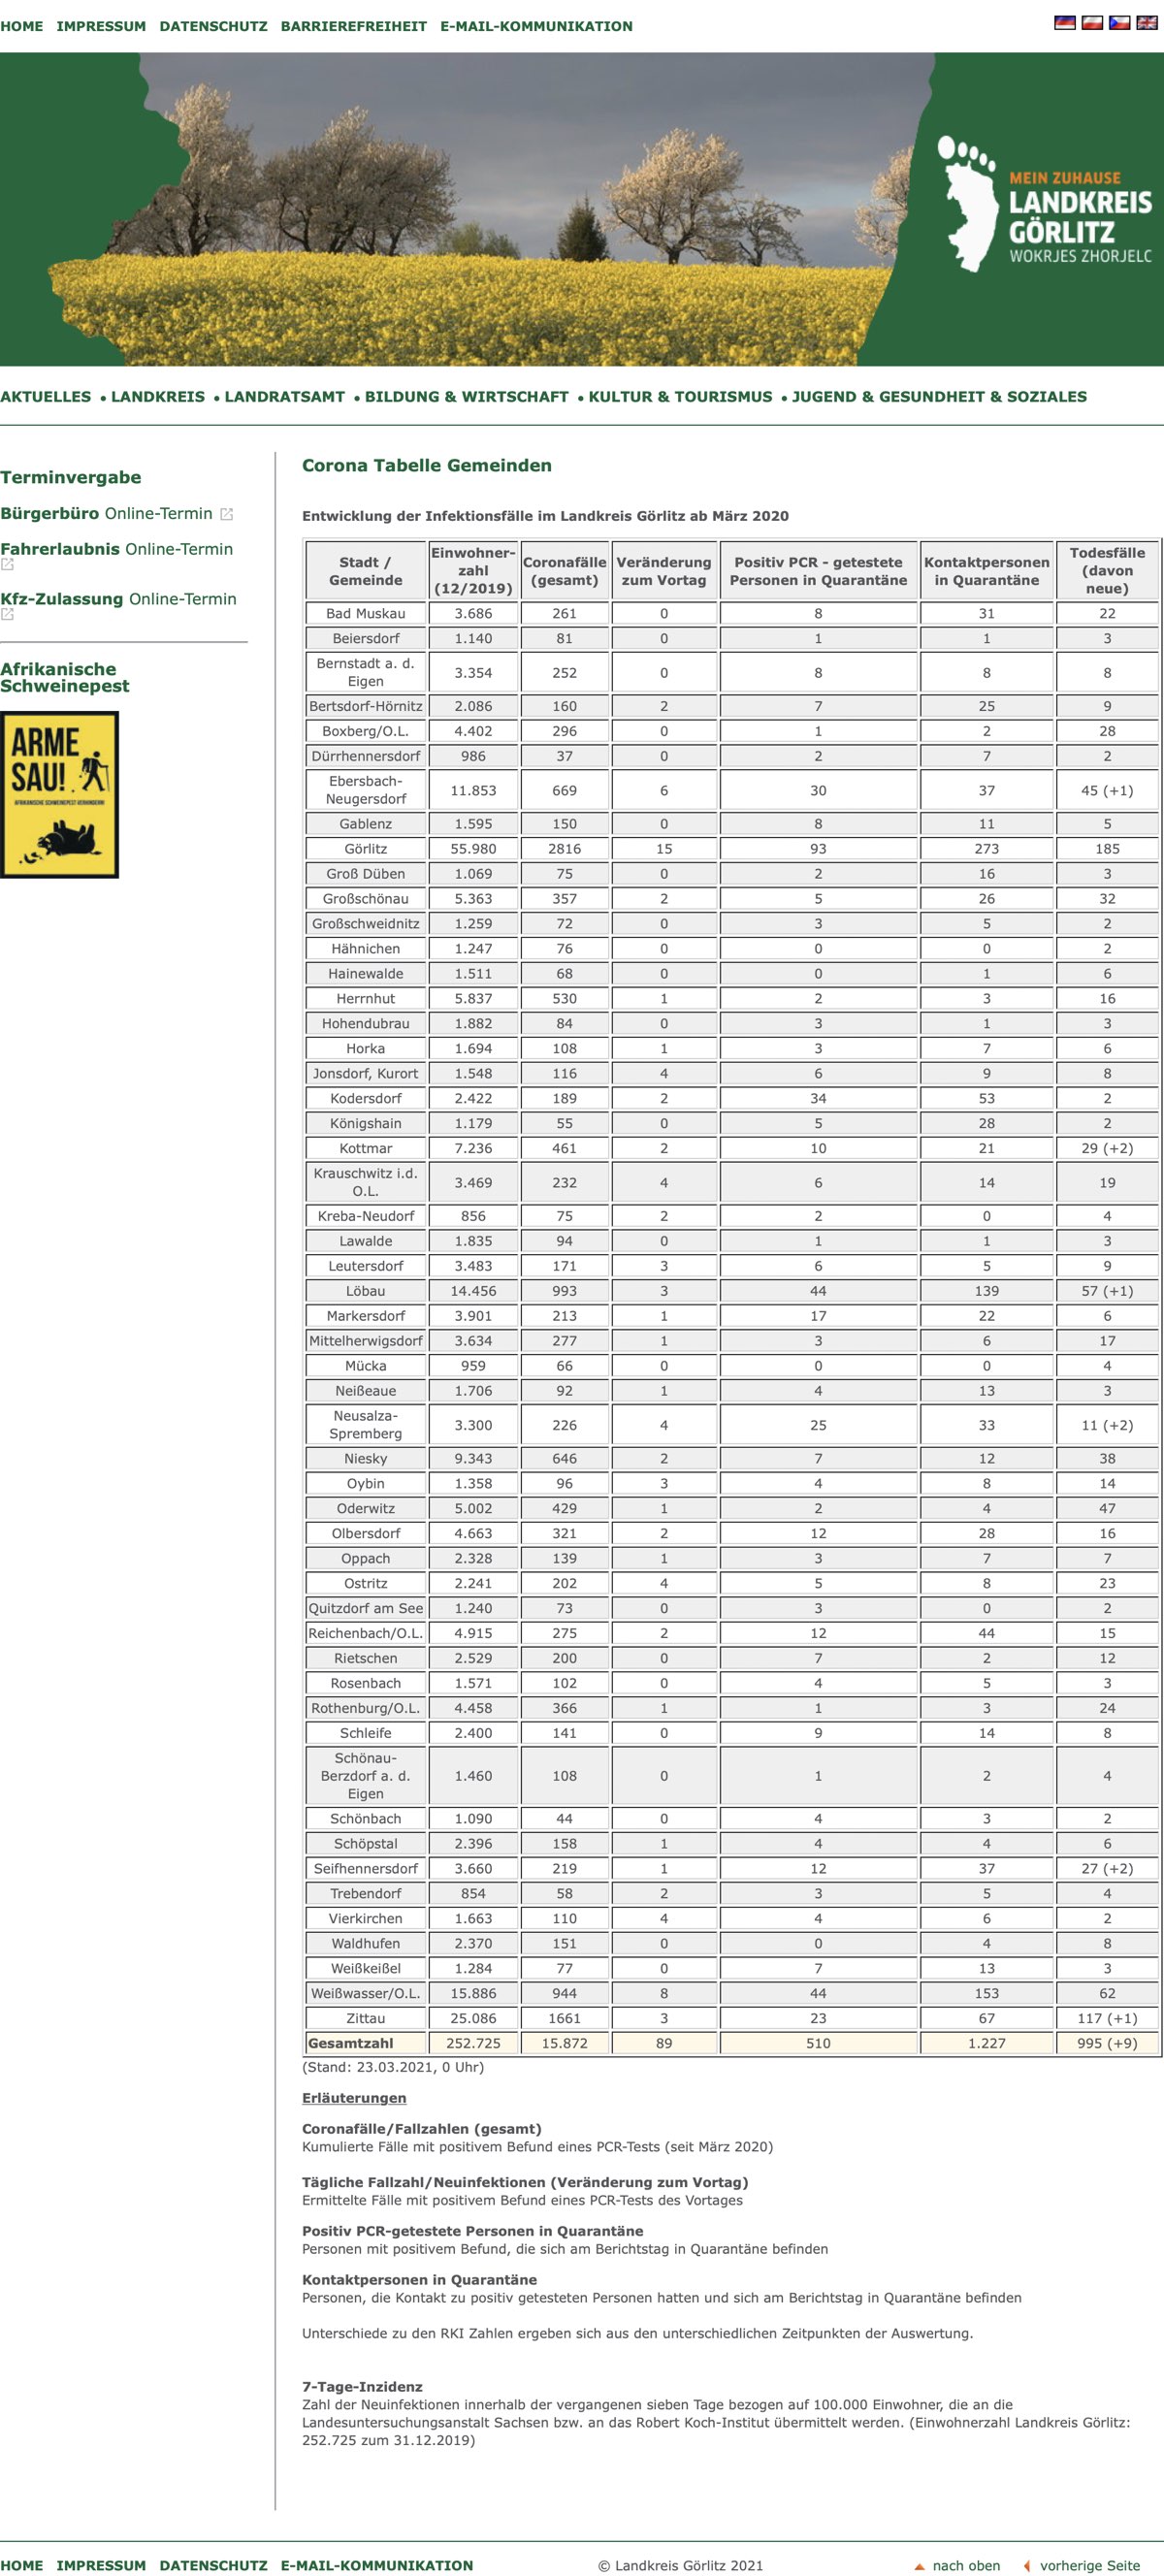 HOME IMPRESSUM DATENSCHUTZ BARRIEREFREIHEIT E-MAIL-KOMMUNIKATION
MEIN ZUHAUSE
LANDKREIS
GÖRLITZ
WOKRJES ZHORJELC
AKTUELLES • LANDKREIS • LANDRATSAMT • BILDUNG & WIRTSCHAFT • KULTUR & TOURISMUS • JUGEND & GESUNDHEIT & SOZIALES
Terminvergabe
Bürgerbüro Online-Termin
Fahrerlaubnis Online-Termin
Kfz-Zulassung Online-Termin
Afrikanische
Schweinepest
ARME
SAU!
AFRIKANISCHE SCHWEINEPEST VERHINDERN!
Corona Tabelle Gemeinden
Entwicklung der Infektionsfälle im Landkreis Görlitz ab März 2020
Stadt / Gemeinde Einwohner-zahl (12/2019) Coronafälle (gesamt) Veränderung zum Vortag Positiv PCR - getestete Personen in Quarantäne Kontaktpersonen in Quarantäne Todesfälle (davon neue)
Bad Muskau 3.686 261 0 8 31 22
Beiersdorf 1.140 81 0 1 1 3
Bernstadt a. d. Eigen 3.354 252 0 8 8 8
Bertsdorf-Hörnitz 2.086 160 2 7 25 9
Boxberg/O.L. 4.402 296 0 1 2 28
Dürrhennersdorf 986 37 0 2 7 2
Ebersbach-Neugersdorf 11.853 669 6 30 37 45 (+1)
Gablenz 1.595 150 0 8 11 5
Görlitz 55.980 2816 15 93 273 185
Groß Düben 1.069 75 0 2 16 3
Großschönau 5.363 357 2 5 26 32
Großschweidnitz 1.259 72 0 3 5 2
Hähnichen 1.247 76 0 0 0 2
Hainewalde 1.511 68 0 0 1 6
Herrnhut 5.837 530 1 2 3 16
Hohendubrau 1.882 84 0 3 1 3
Horka 1.694 108 1 3 7 6
Jonsdorf, Kurort 1.548 116 4 6 9 8
Kodersdorf 2.422 189 2 34 53 2
Königshain 1.179 55 0 5 28 2
Kottmar 7.236 461 2 10 21 29 (+2)
Krauschwitz i.d. O.L. 3.469 232 4 6 14 19
Kreba-Neudorf 856 75 2 2 0 4
Lawalde 1.835 94 0 1 1 3
Leutersdorf 3.483 171 3 6 5 9
Löbau 14.456 993 3 44 139 57 (+1)
Markersdorf 3.901 213 1 17 22 6
Mittelherwigsdorf 3.634 277 1 3 6 17
Mücka 959 66 0 0 0 4
Neißeaue 1.706 92 1 4 13 3
Neusalza-Spremberg 3.300 226 4 25 33 11 (+2)
Niesky 9.343 646 2 7 12 38
Oybin 1.358 96 3 4 8 14
Oderwitz 5.002 429 1 2 4 47
Olbersdorf 4.663 321 2 12 28 16
Oppach 2.328 139 1 3 7 7
Ostritz 2.241 202 4 5 8 23
Quitzdorf am See 1.240 73 0 3 0 2
Reichenbach/O.L. 4.915 275 2 12 44 15
Rietschen 2.529 200 0 7 2 12
Rosenbach 1.571 102 0 4 5 3
Rothenburg/O.L. 4.458 366 1 1 3 24
Schleife 2.400 141 0 9 14 8
Schönau-Berzdorf a. d. Eigen 1.460 108 0 1 2 4
Schönbach 1.090 44 0 4 3 2
Schöpstal 2.396 158 1 4 4 6
Seifhennersdorf 3.660 219 1 12 37 27 (+2)
Trebendorf 854 58 2 3 5 4
Vierkirchen 1.663 110 4 4 6 2
Waldhufen 2.370 151 0 0 4 8
Weißkeißel 1.284 77 0 7 13 3
Weißwasser/O.L. 15.886 944 8 44 153 62
Zittau 25.086 1661 3 23 67 117 (+1)
Gesamtzahl 252.725 15.872 89 510 1.227 995 (+9)
(Stand: 23.03.2021, 0 Uhr)
Erläuterungen
Coronafälle/Fallzahlen (gesamt)
Kumulierte Fälle mit positivem Befund eines PCR-Tests (seit März 2020)
Tägliche Fallzahl/Neuinfektionen (Veränderung zum Vortag)
Ermittelte Fälle mit positivem Befund eines PCR-Tests des Vortages
Positiv PCR-getestete Personen in Quarantäne
Personen mit positivem Befund, die sich am Berichtstag in Quarantäne befinden
Kontaktpersonen in Quarantäne
Personen, die Kontakt zu positiv getesteten Personen hatten und sich am Berichtstag in Quarantäne befinden
Unterschiede zu den RKI Zahlen ergeben sich aus den unterschiedlichen Zeitpunkten der Auswertung.
7-Tage-Inzidenz
Zahl der Neuinfektionen innerhalb der vergangenen sieben Tage bezogen auf 100.000 Einwohner, die an die
Landesuntersuchungsanstalt Sachsen bzw. an das Robert Koch-Institut übermittelt werden. (Einwohnerzahl Landkreis Görlitz:
252.725 zum 31.12.2019)
HOME IMPRESSUM DATENSCHUTZ E-MAIL-KOMMUNIKATION © Landkreis Görlitz 2021 nach oben vorherige Seite